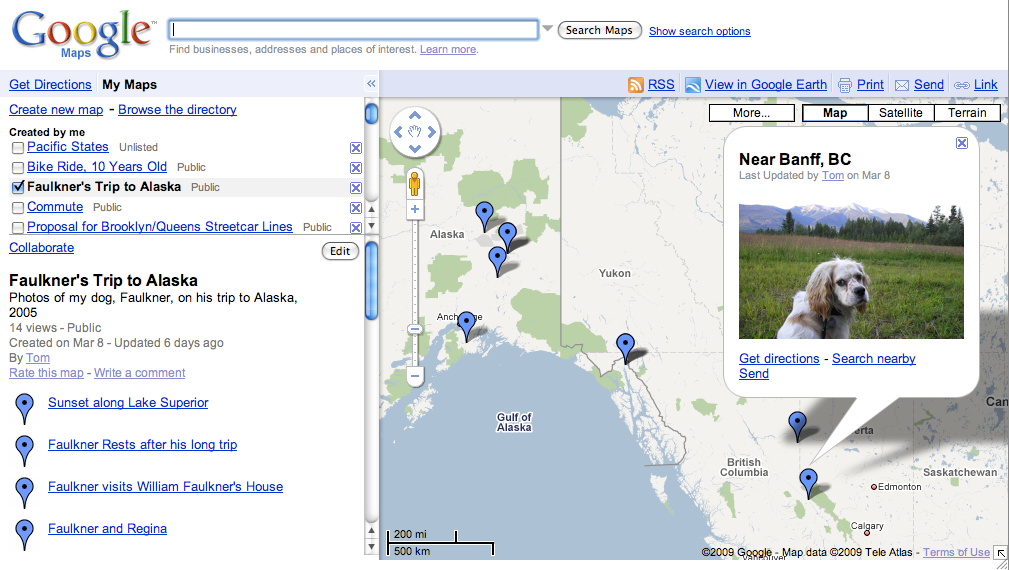 Google™
Maps
Search Maps
Show search options
Find businesses, addresses and places of interest. Learn more.
Get Directions
My Maps
«
RSS
View in Google Earth
Print
Send
Link
Create new map - Browse the directory
Created by me
Pacific States Unlisted
Bike Ride, 10 Years Old Public
Faulkner's Trip to Alaska Public
Commute Public
Proposal for Brooklyn/Queens Streetcar Lines Public
Collaborate
Edit
Faulkner's Trip to Alaska
Photos of my dog, Faulkner, on his trip to Alaska,
2005
14 views - Public
Created on Mar 8 - Updated 6 days ago
By Tom
Rate this map - Write a comment
Sunset along Lake Superior
Faulkner Rests after his long trip
Faulkner visits William Faulkner's House
Faulkner and Regina
More...
Map
Satellite
Terrain
Near Banff, BC
Last Updated by Tom on Mar 8
Get directions - Search nearby
Send
Alaska
Yukon
Gulf of
Alaska
British
Columbia
Saskatchewan
Edmonton
Calgary
200 mi
500 km
©2009 Google - Map data ©2009 Tele Atlas - Terms of Use